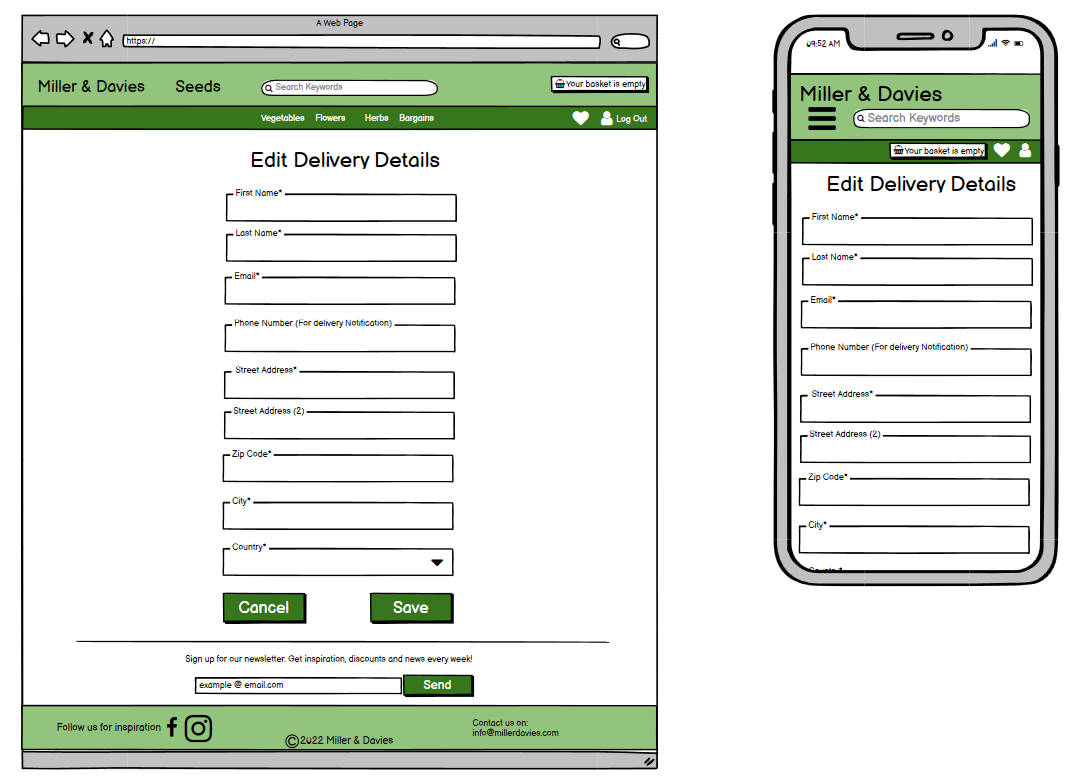 A Web Page
https://
Miller & Davies
Seeds
Search Keywords
Your basket is empty
Vegetables Flowers Herbs Bargains
Log Out
Edit Delivery Details
First Name*
Last Name*
Email*
Phone Number (For delivery Notification)
Street Address*
Street Address (2)
Zip Code*
City*
Country*
Cancel
Save
Sign up for our newsletter. Get inspiration, discounts and news every week!
example @ email.com
Send
Follow us for inspiration
©2022 Miller & Davies
Contact us on:
info@millerdavies.com
09:52 AM
Miller & Davies
Search Keywords
Your basket is empty
Edit Delivery Details
First Name*
Last Name*
Email*
Phone Number (For delivery Notification)
Street Address*
Street Address (2)
Zip Code*
City*
Country*